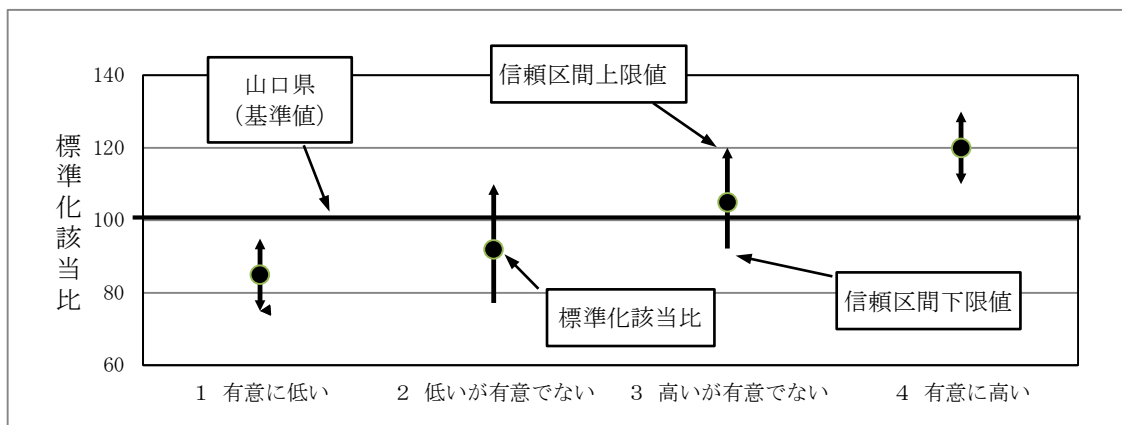 140
120
100
80
60
標準化該当比
山口県
(基準値)
信頼区間上限値
標準化該当比
信頼区間下限値
1 有意に低い
2 低いが有意でない
3 高いが有意でない
4 有意に高い